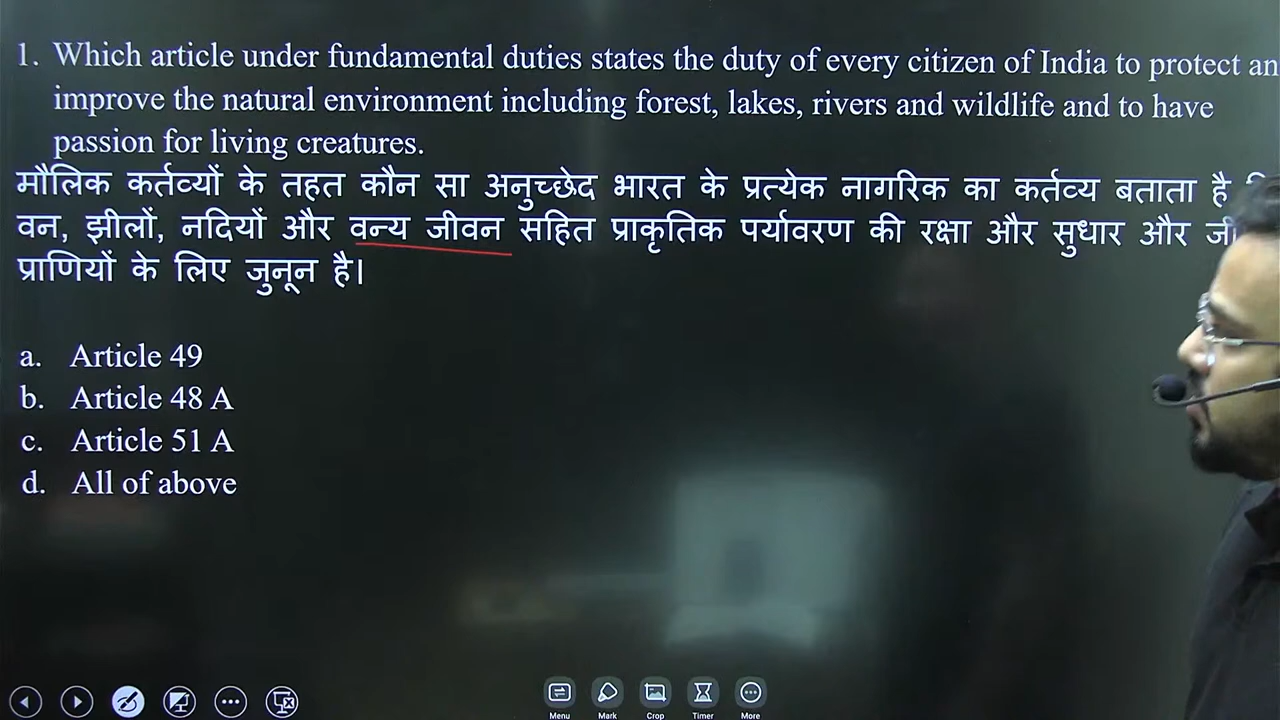 1. Which article under fundamental duties states the duty of every citizen of India to protect an
improve the natural environment including forest, lakes, rivers and wildlife and to have
passion for living creatures.
मौलिक कर्तव्यों के तहत कौन सा अनुच्छेद भारत के प्रत्येक नागरिक का कर्तव्य बताता है
वन, झीलों, नदियों और वन्य जीवन सहित प्राकृतिक पर्यावरण की रक्षा और सुधार और
प्राणियों के लिए जुनून है।
a. Article 49
b. Article 48 A
c. Article 51 A
d. All of above
Menu Mark Crop Timer More